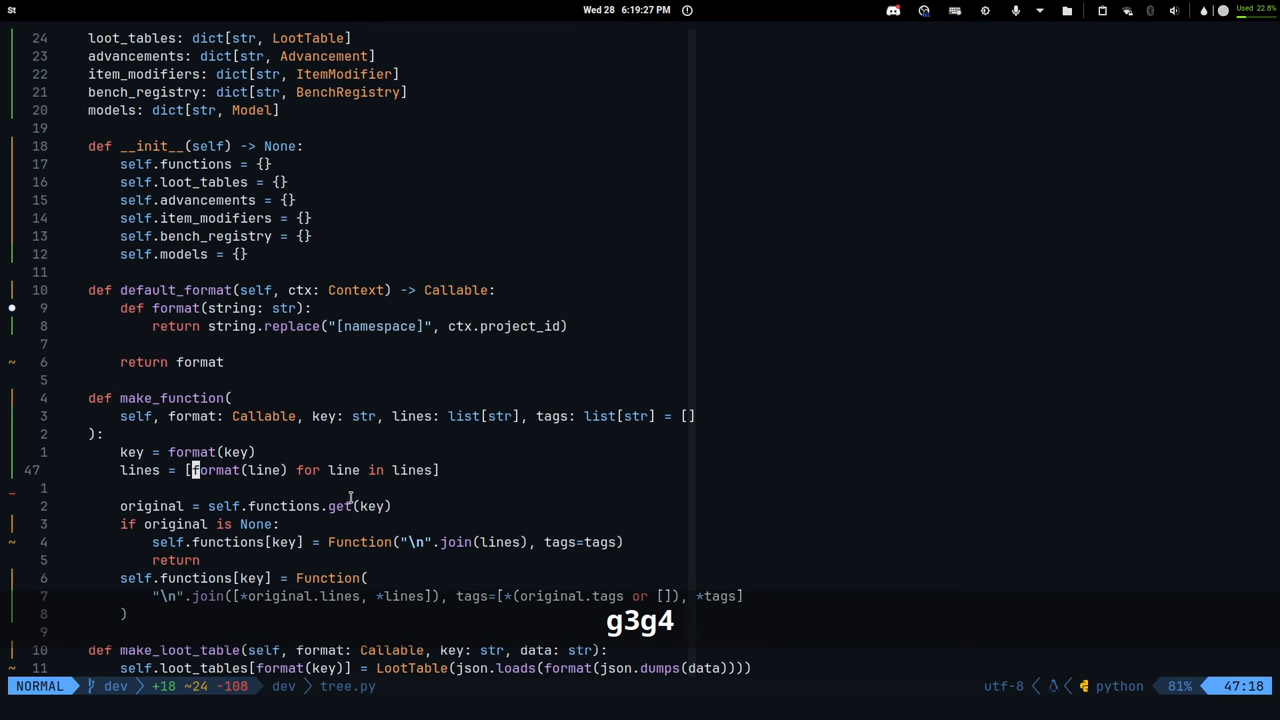 St Wed 28 6:19:27 PM Used 22.8%
24 loot_tables: dict[str, LootTable]
23 advancements: dict[str, Advancement]
22 item_modifiers: dict[str, ItemModifier]
21 bench_registry: dict[str, BenchRegistry]
20 models: dict[str, Model]
19
18 def __init__(self) -> None:
17 self.functions = {}
16 self.loot_tables = {}
15 self.advancements = {}
14 self.item_modifiers = {}
13 self.bench_registry = {}
12 self.models = {}
11
10 def default_format(self, ctx: Context) -> Callable:
9 def format(string: str):
8 return string.replace("[namespace]", ctx.project_id)
7
~ 6 return format
5
4 def make_function(
3 self, format: Callable, key: str, lines: list[str], tags: list[str] = []
2 ):
1 key = format(key)
47 lines = [format(line) for line in lines]
1
2 original = self.functions.get(key)
3 if original is None:
~ 4 self.functions[key] = Function("\n".join(lines), tags=tags)
5 return
6 self.functions[key] = Function(
7 "\n".join([*original.lines, *lines]), tags=[*(original.tags or []), *tags]
8 )
9
10 def make_loot_table(self, format: Callable, key: str, data: str):
~ 11 self.loot_tables[format(key)] = LootTable(json.loads(format(json.dumps(data))))
g3g4
NORMAL dev +18 ~24 -108 dev tree.py utf-8 python 81% 47:18